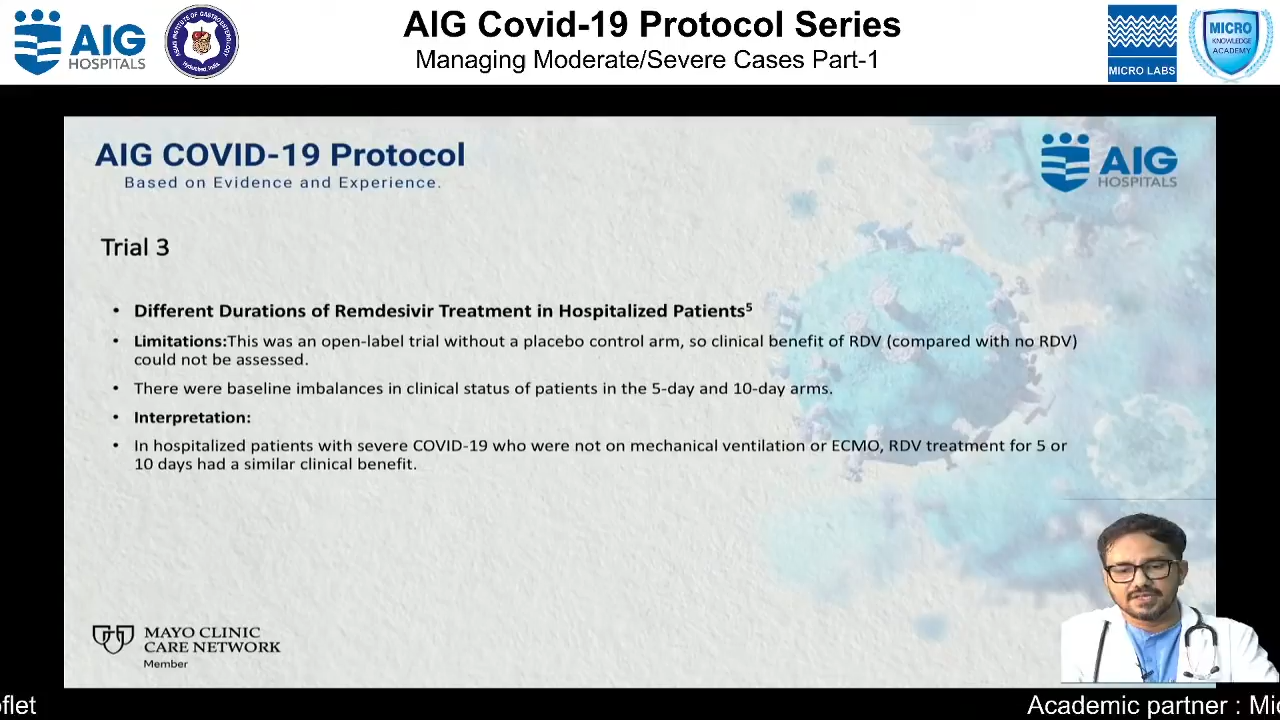 AIG
HOSPITALS
AIG Covid-19 Protocol Series
Managing Moderate/Severe Cases Part-1
MICRO LABS
MICRO
KNOWLEDGE
ACADEMY
AIG COVID-19 Protocol
Based on Evidence and Experience.
AIG
HOSPITALS
Trial 3
• Different Durations of Remdesivir Treatment in Hospitalized Patients⁵
• Limitations:This was an open-label trial without a placebo control arm, so clinical benefit of RDV (compared with no RDV)
could not be assessed.
• There were baseline imbalances in clinical status of patients in the 5-day and 10-day arms.
• Interpretation:
• In hospitalized patients with severe COVID-19 who were not on mechanical ventilation or ECMO, RDV treatment for 5 or
10 days had a similar clinical benefit.
MAYO CLINIC
CARE NETWORK
Member
oflet
Academic partner : Mic